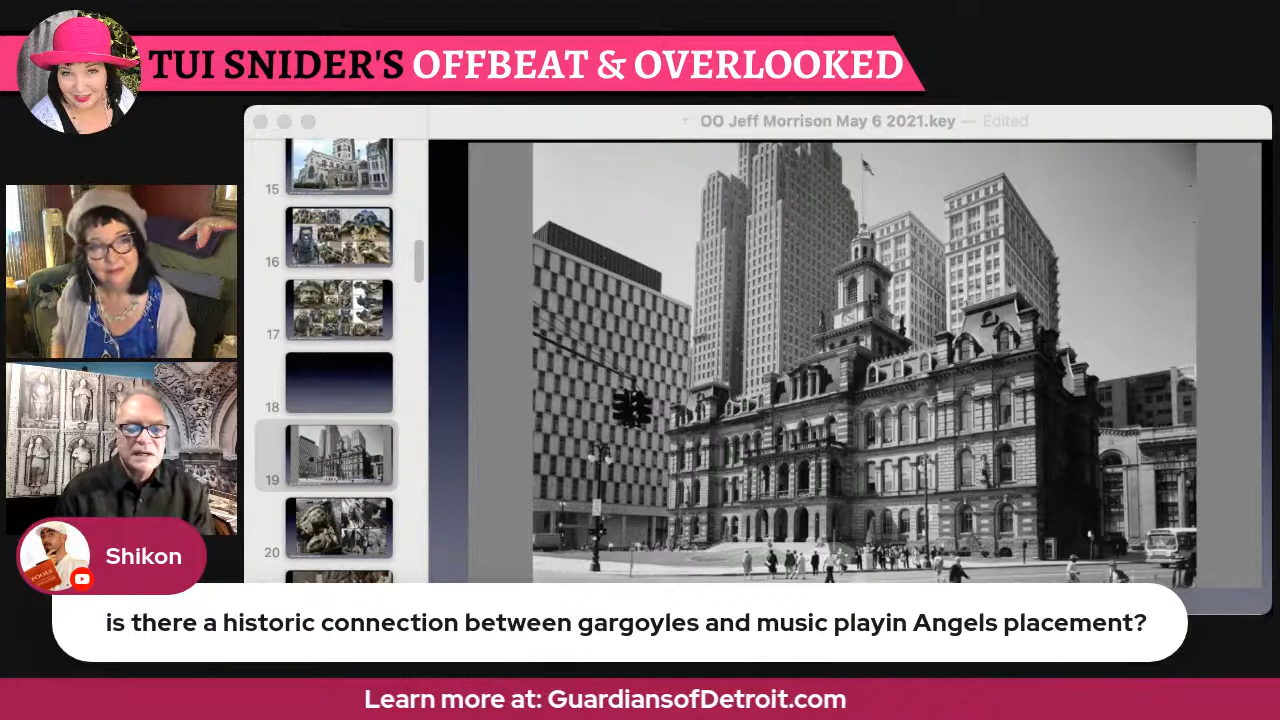 TUI SNIDER'S OFFBEAT & OVERLOOKED
OO Jeff Morrison May 6 2021.key — Edited
15
16
17
18
19
20
Shikon
is there a historic connection between gargoyles and music playin Angels placement?
Learn more at: GuardiansofDetroit.com